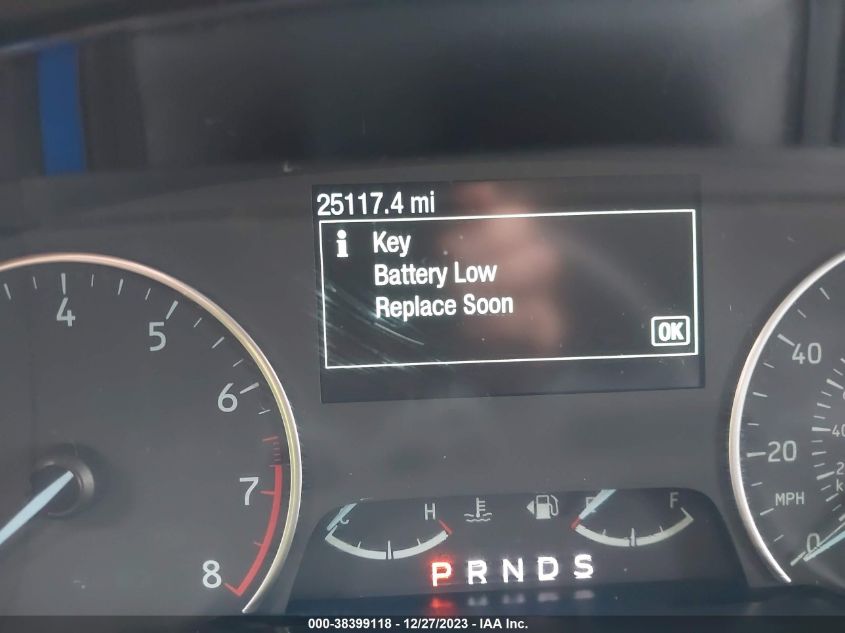 25117.4 mi
i Key
Battery Low
Replace Soon
OK
4
5
6
7
8
40
20
MPH
0
C
H
F
P R N D S
000-38399118 - 12/27/2023 - IAA Inc.